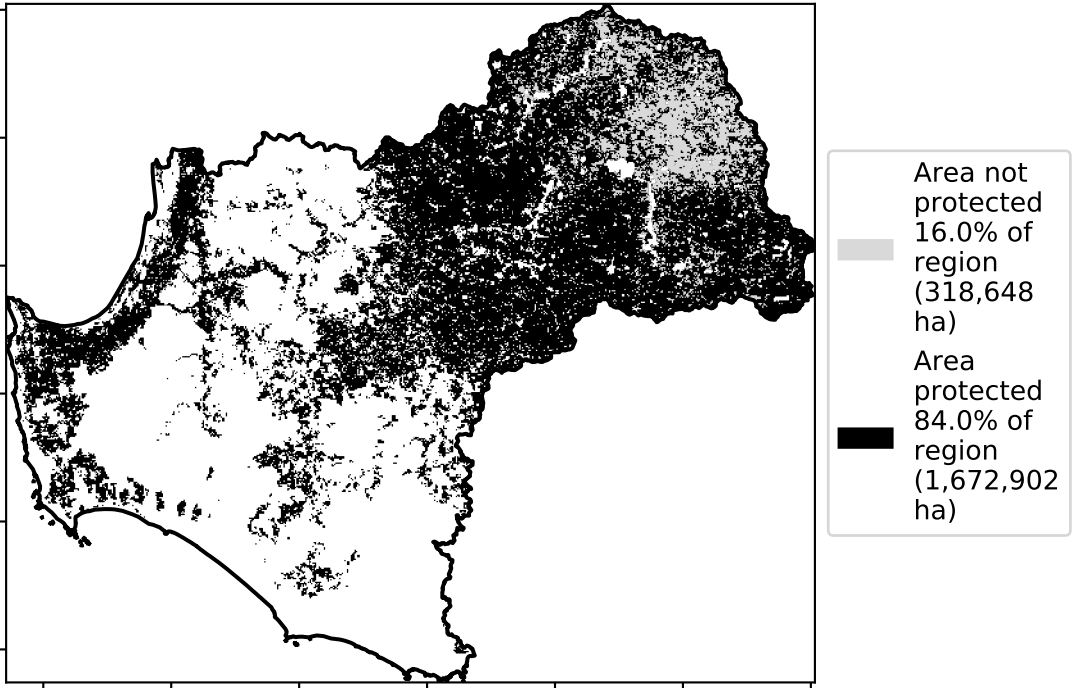 Area not
protected
16.0% of
region
(318,648
ha)
Area
protected
84.0% of
region
(1,672,902
ha)